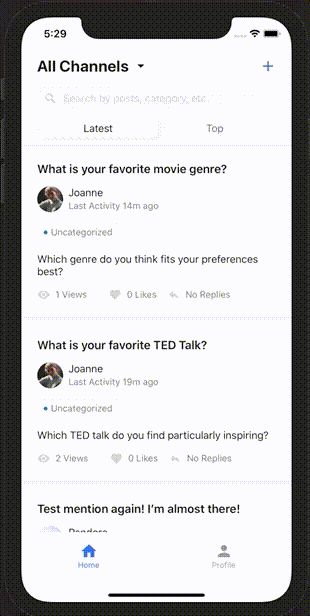 5:29
All Channels
Search by posts, category, etc.
Latest Top
What is your favorite movie genre?
Joanne
Last Activity 14m ago
Uncategorized
Which genre do you think fits your preferences
best?
1 Views 0 Likes No Replies
What is your favorite TED Talk?
Joanne
Last Activity 19m ago
Uncategorized
Which TED talk do you find particularly inspiring?
2 Views 0 Likes No Replies
Test mention again! I'm almost there!
Pandora
Home Profile